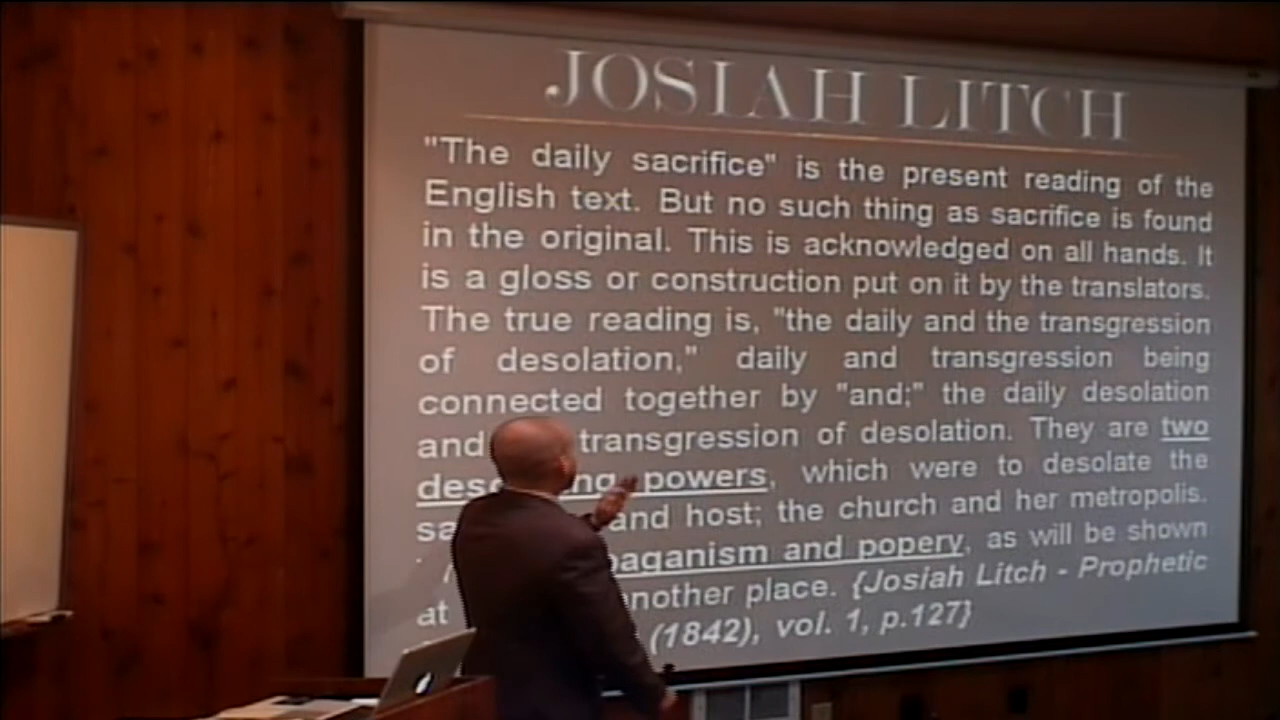 JOSIAH LITCH
"The daily sacrifice" is the present reading of the
English text. But no such thing as sacrifice is found
in the original. This is acknowledged on all hands. It
is a gloss or construction put on it by the translators.
The true reading is, "the daily and the transgression
of desolation," daily and transgression being
connected together by "and;" the daily desolation
and transgression of desolation. They are two
powers, which were to desolate the
and host; the church and her metropolis.
paganism and popery, as will be shown
at another place. {Josiah Litch - Prophetic
(1842), vol. 1, p.127}